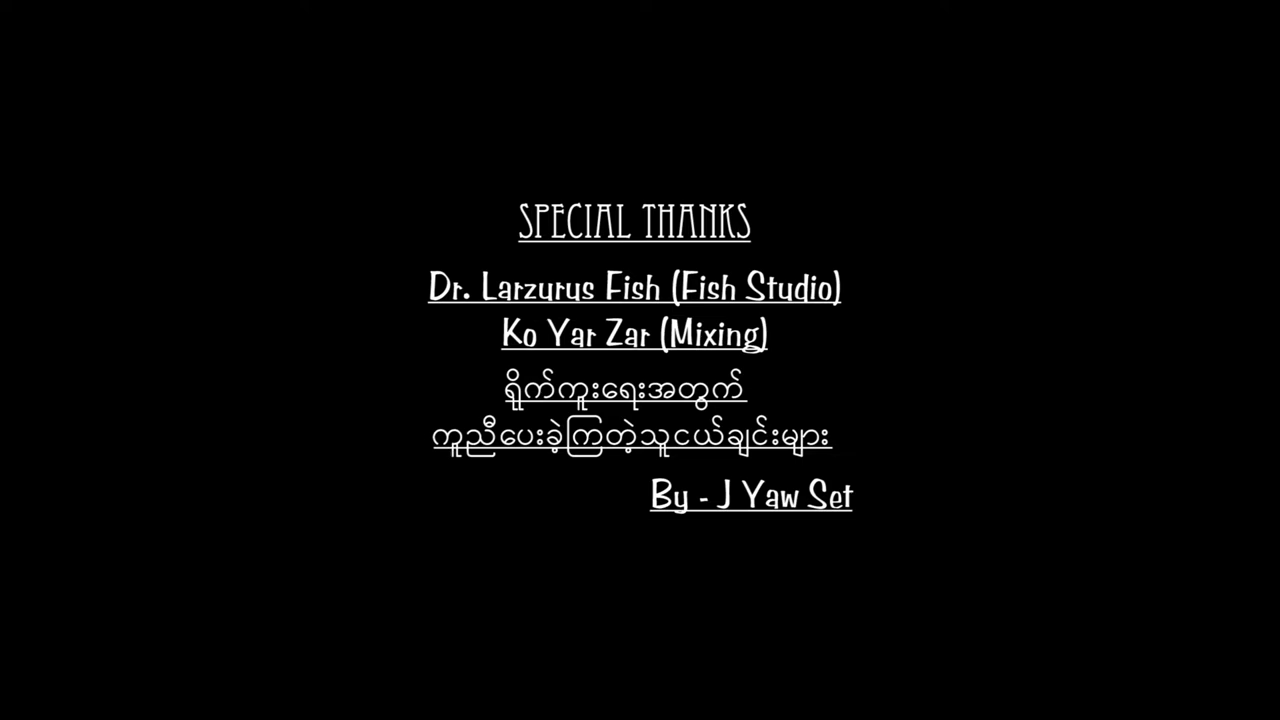 SPECIAL THANKS
Dr. Larzurus Fish (Fish Studio)
Ko Yar Zar (Mixing)
ရိုက်ကူးရေးအတွက်
ကူညီပေးခဲ့ကြတဲ့သူငယ်ချင်းများ
By - J Yaw Set